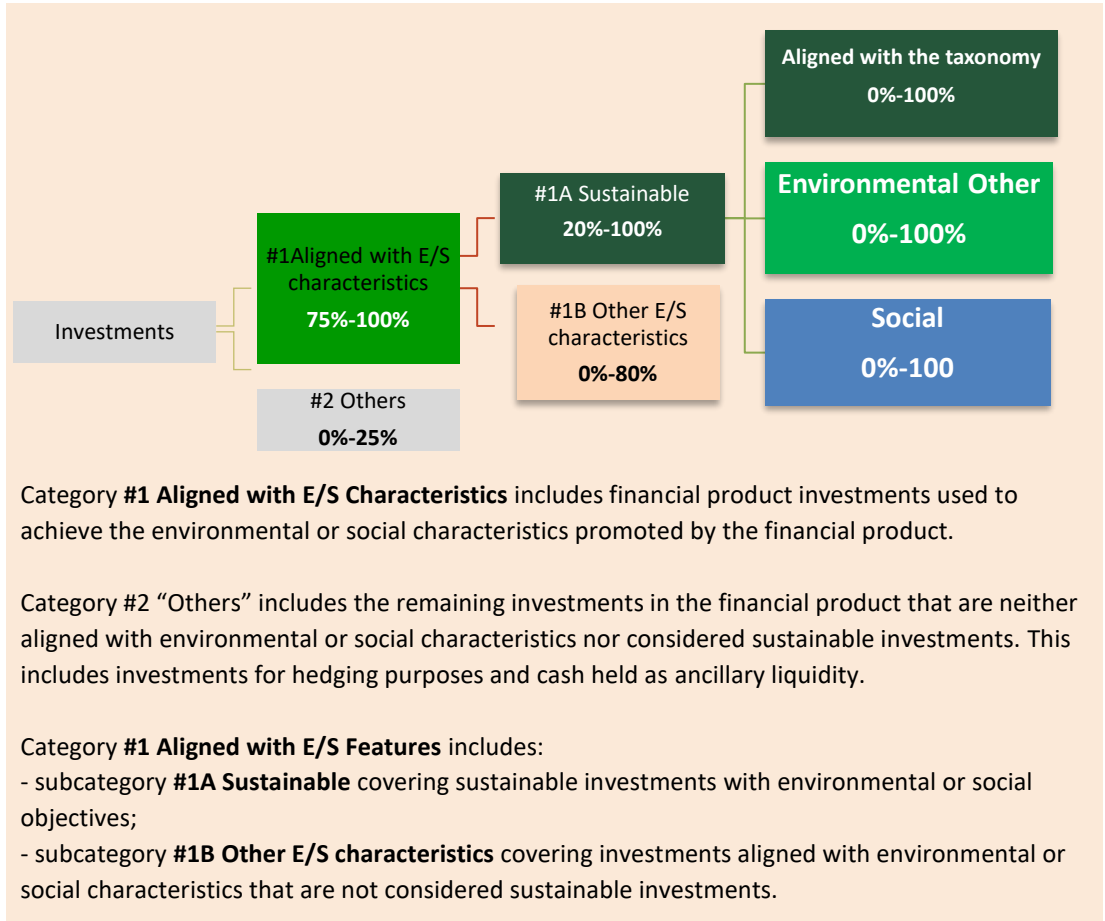 Investments
#1Aligned with E/S
characteristics
75%-100%
#2 Others
0%-25%
#1A Sustainable
20%-100%
#1B Other E/S
characteristics
0%-80%
Aligned with the taxonomy
0%-100%
Environmental Other
0%-100%
Social
0%-100
Category #1 Aligned with E/S Characteristics includes financial product investments used to
achieve the environmental or social characteristics promoted by the financial product.
Category #2 “Others” includes the remaining investments in the financial product that are neither
aligned with environmental or social characteristics nor considered sustainable investments. This
includes investments for hedging purposes and cash held as ancillary liquidity.
Category #1 Aligned with E/S Features includes:
- subcategory #1A Sustainable covering sustainable investments with environmental or social
objectives;
- subcategory #1B Other E/S characteristics covering investments aligned with environmental or
social characteristics that are not considered sustainable investments.